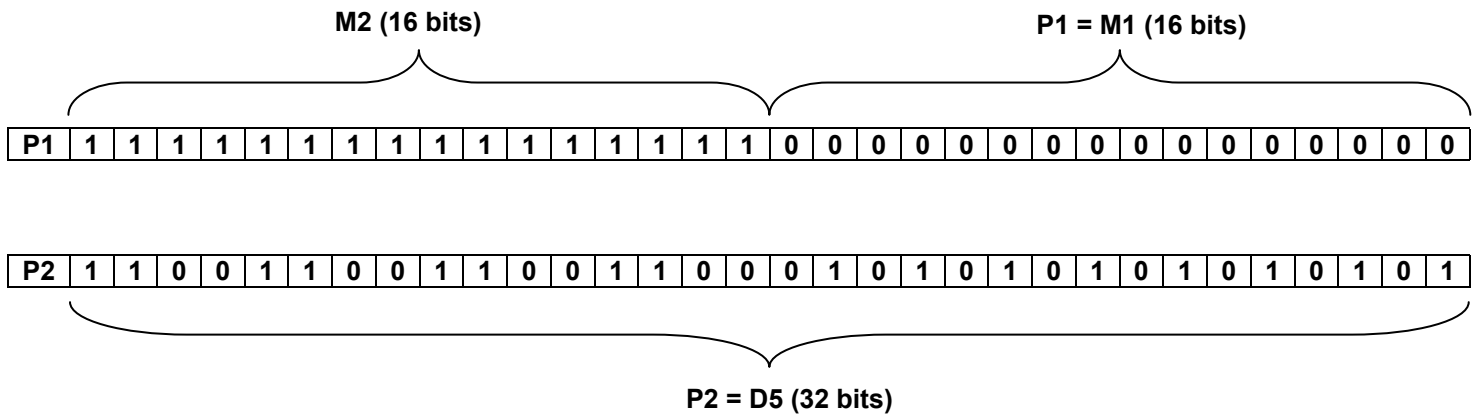 M2 (16 bits) P1 = M1 (16 bits)
P1 1 1 1 1 1 1 1 1 1 1 1 1 1 1 1 1 0 0 0 0 0 0 0 0 0 0 0 0 0 0 0 0
P2 1 1 0 0 1 1 0 0 1 1 0 0 1 1 0 0 0 1 0 1 0 1 0 1 0 1 0 1 0 1 0 1
P2 = D5 (32 bits)